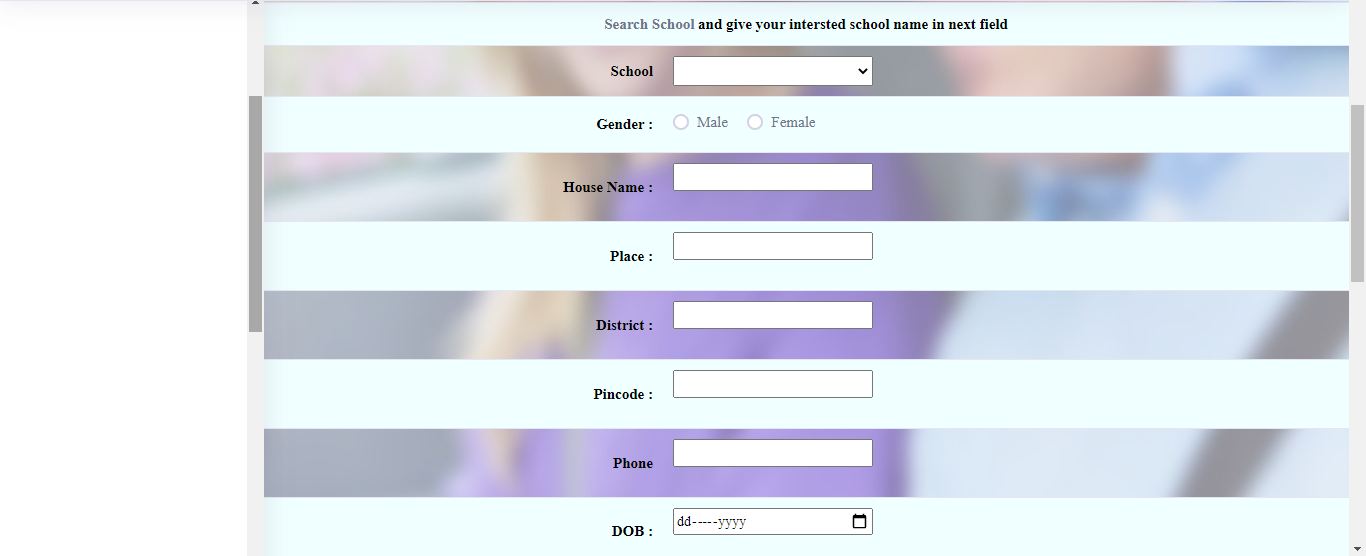 Search School and give your intersted school name in next field
School
Gender : Male Female
House Name :
Place :
District :
Pincode :
Phone
DOB : dd-----yyyy